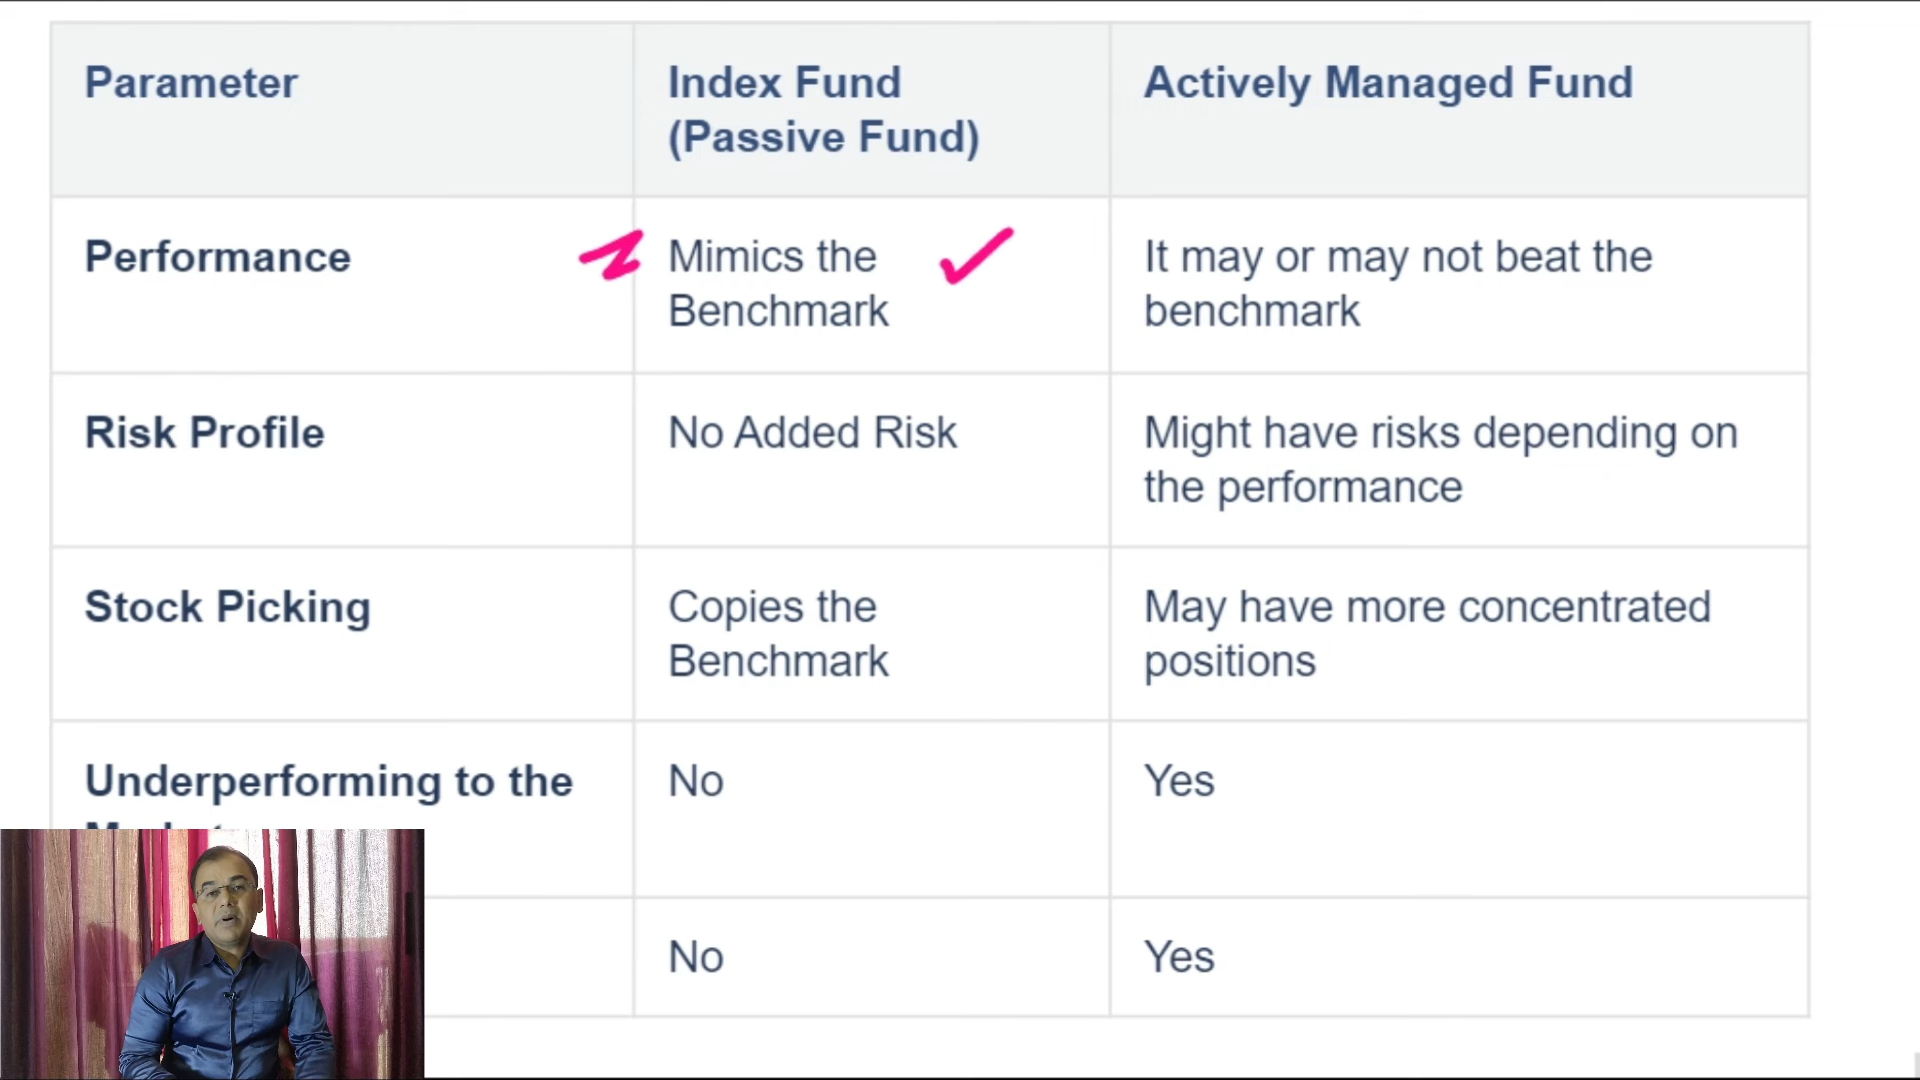 Parameter
Index Fund
(Passive Fund)
Actively Managed Fund
Performance
Mimics the
Benchmark
It may or may not beat the
benchmark
Risk Profile
No Added Risk
Might have risks depending on
the performance
Stock Picking
Copies the
Benchmark
May have more concentrated
positions
Underperforming to the
No
Yes
No
Yes